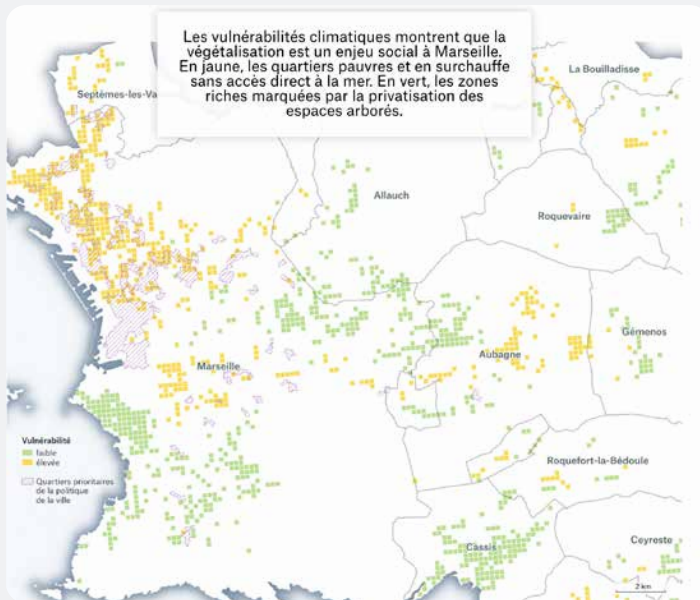 Les vulnérabilités climatiques montrent que la
végétalisation est un enjeu social à Marseille.
En jaune, les quartiers pauvres et en surchauffe
sans accès direct à la mer. En vert, les zones
riches marquées par la privatisation des
espaces arborés.
La Bouilladisse
Septèmes-les-Va
Allauch
Roquevaire
Gémenos
Aubagne
Marseille
Vulnérabilité
faible
élevée
Quartiers prioritaires
de la politique
de la ville
Roquefort-la-Bédoule
Cassis
Ceyreste
2 km